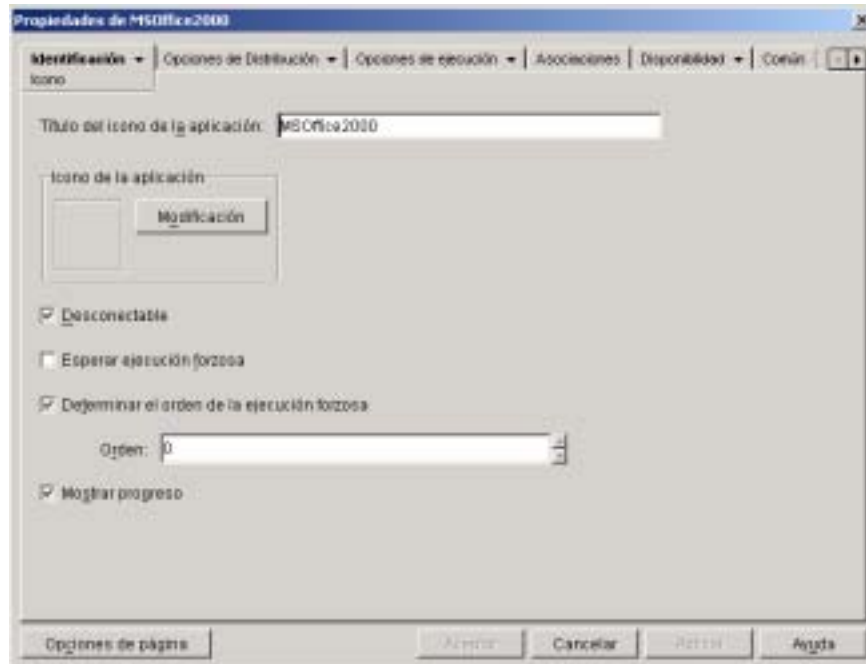 Propiedades de MSOffice2000
Identificación Opciones de Distribución Opciones de ejecución Asociaciones Disponibilidad Común
Icono
Título del icono de la aplicación: MSOffice2000
Icono de la aplicación
Modificación
Desconectable
Esperar ejecución forzosa
Determinar el orden de la ejecución forzosa
Orden: 0
Mostrar progreso
Opciones de página Aceptar Cancelar Ayuda